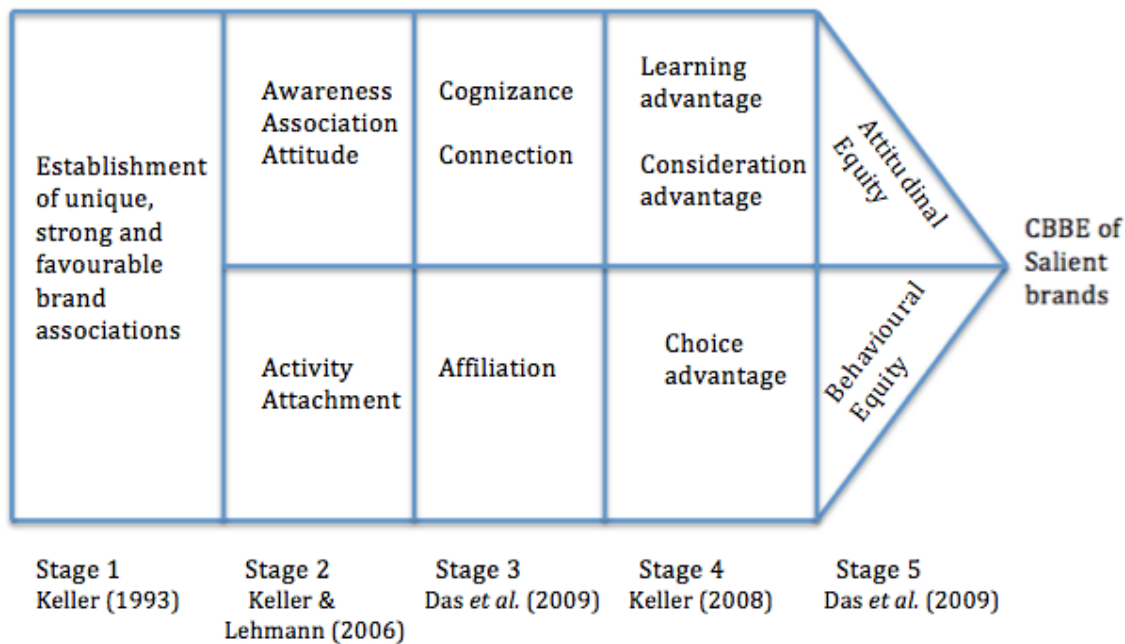 Establishment
of unique,
strong and
favourable
brand
associations
Awareness
Association
Attitude
Activity
Attachment
Cognizance
Connection
Affiliation
Learning
advantage
Consideration
advantage
Choice
advantage
Attitudinal
Equity
Behavioural
Equity
CBBE of
Salient
brands
Stage 1
Keller (1993)
Stage 2
Keller &
Lehmann (2006)
Stage 3
Das et al. (2009)
Stage 4
Keller (2008)
Stage 5
Das et al. (2009)